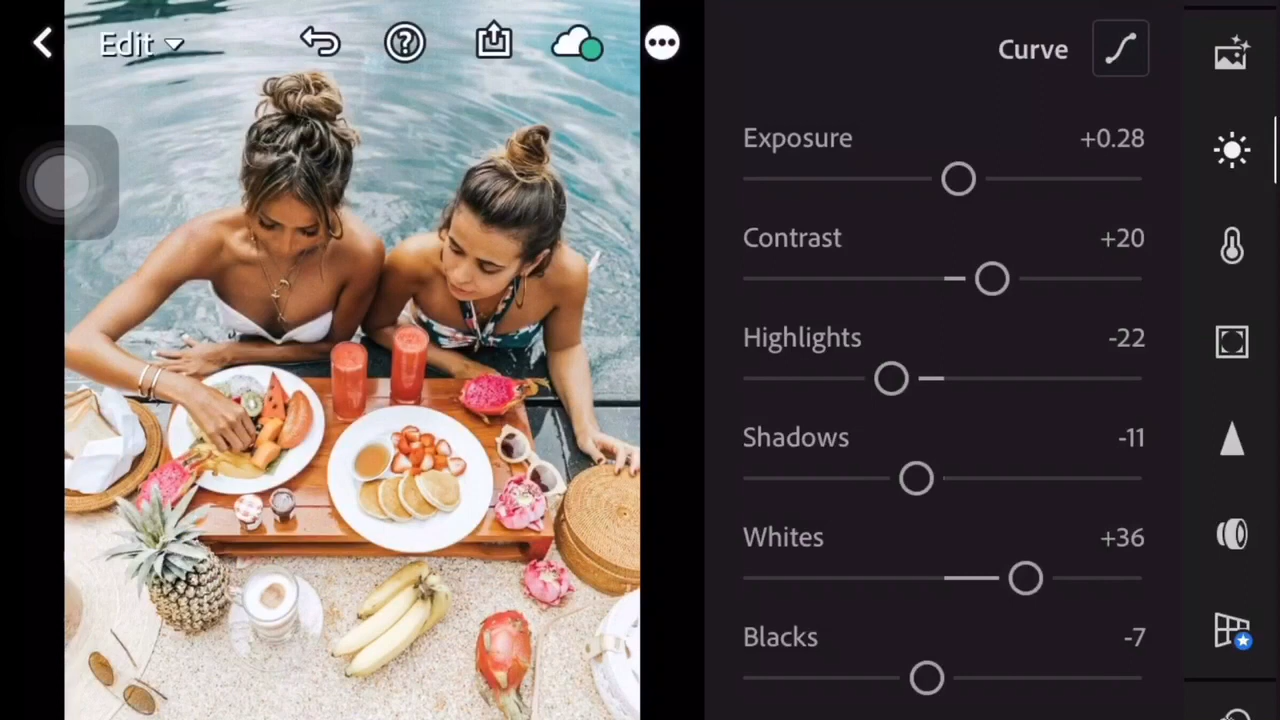 Edit
Curve
Exposure +0.28
Contrast +20
Highlights -22
Shadows -11
Whites +36
Blacks -7